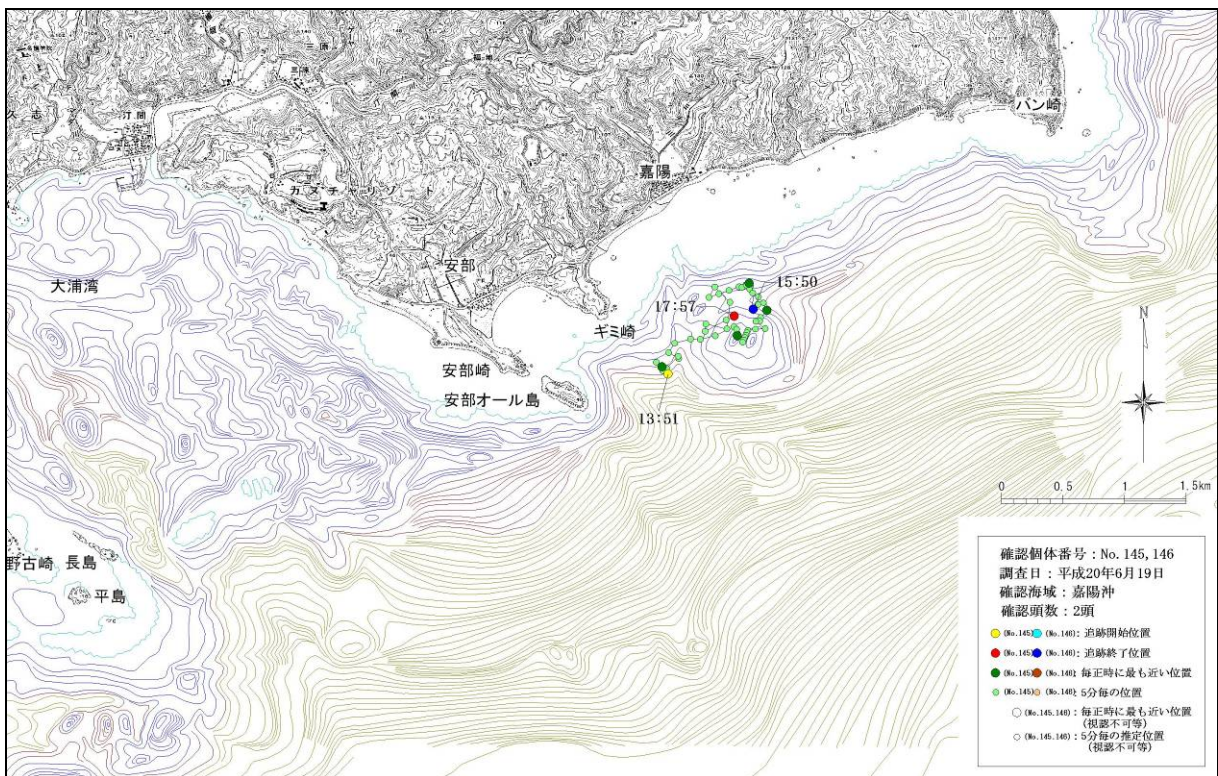 バン崎
久志
汀間
嘉陽
カヌチャリゾート
安部
大浦湾
15:50
17:57
ギミ崎
安部崎
安部オール島
13:51
N
0 0.5 1 1.5km
野古崎 長島
平島
確認個体番号：No.145,146
調査日：平成20年6月19日
確認海域：嘉陽沖
確認頭数：2頭
(No.145) (No.146)：追跡開始位置
(No.145) (No.146)：追跡終了位置
(No.145) (No.146)：毎正時に最も近い位置
(No.145) (No.146)：5分毎の位置
(No.145.146)：毎正時に最も近い位置
(視認不可等)
(No.145.146)：5分毎の推定位置
(視認不可等)